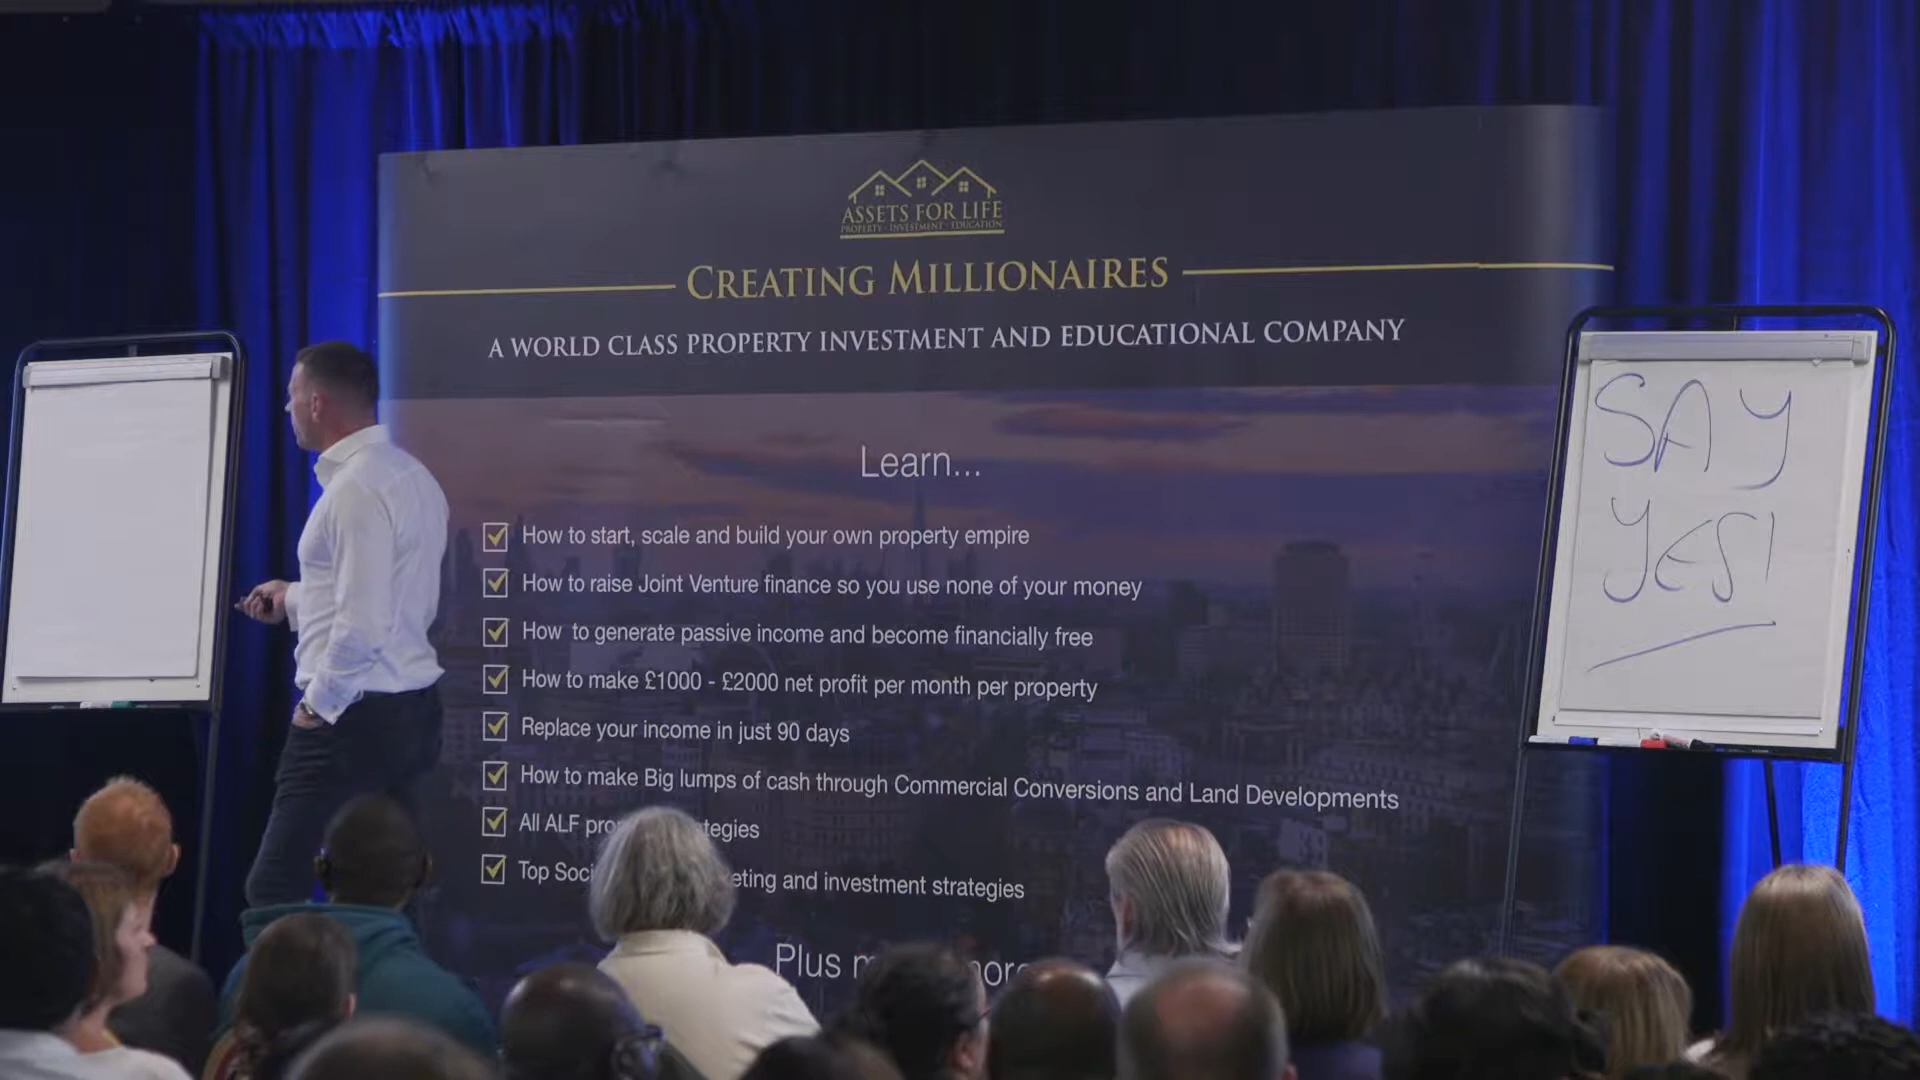 ASSETS FOR LIFE
PROPERTY - INVESTMENT - EDUCATION
CREATING MILLIONAIRES
A WORLD CLASS PROPERTY INVESTMENT AND EDUCATIONAL COMPANY
Learn...
How to start, scale and build your own property empire
How to raise Joint Venture finance so you use none of your money
How to generate passive income and become financially free
How to make £1000 - £2000 net profit per month per property
Replace your income in just 90 days
How to make Big lumps of cash through Commercial Conversions and Land Developments
All ALF
Top and investment strategies
Plus
SAY
YES!